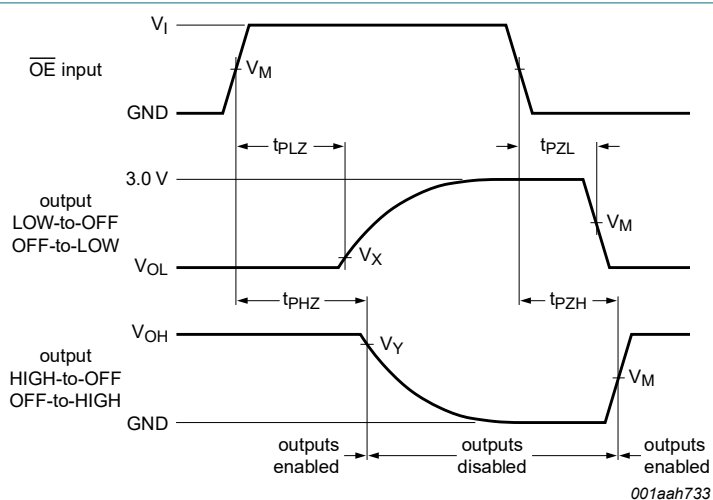 V_I
OE input
V_M
GND
t_PLZ
t_PZL
3.0 V
output
LOW-to-OFF
OFF-to-LOW
V_M
V_X
V_OL
t_PHZ
t_PZH
V_OH
V_Y
output
HIGH-to-OFF
OFF-to-HIGH
V_M
GND
outputs
enabled
outputs
disabled
outputs
enabled
001aah733